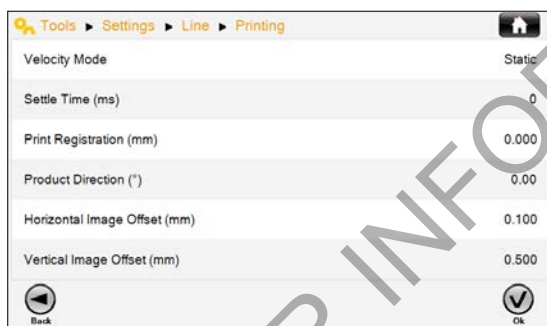 Tools ▶ Settings ▶ Line ▶ Printing
Velocity Mode Static
Settle Time (ms) 0
Print Registration (mm) 0.000
Product Direction (°) 0.00
Horizontal Image Offset (mm) 0.100
Vertical Image Offset (mm) 0.500
Back Ok